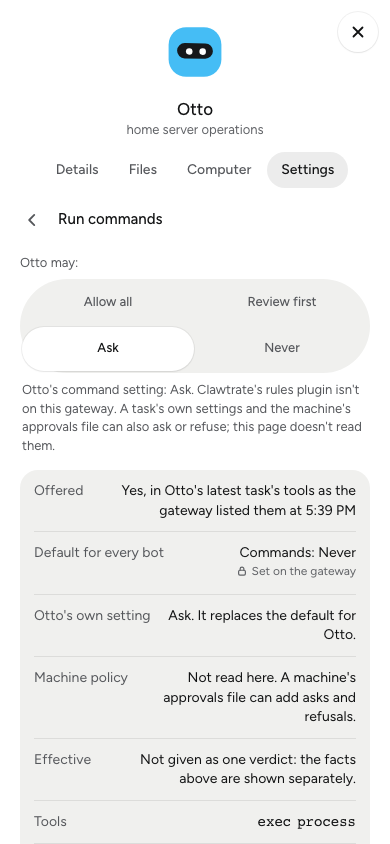 Otto
home server operations
Details Files Computer Settings
Run commands
Otto may:
Allow all Review first
Ask Never
Otto's command setting: Ask. Clawtrate's rules plugin isn't
on this gateway. A task's own settings and the machine's
approvals file can also ask or refuse; this page doesn't read
them.
Offered Yes, in Otto's latest task's tools as the
gateway listed them at 5:39 PM
Default for every bot Commands: Never
Set on the gateway
Otto's own setting Ask. It replaces the default for
Otto.
Machine policy Not read here. A machine's
approvals file can add asks and
refusals.
Effective Not given as one verdict: the facts
above are shown separately.
Tools exec process